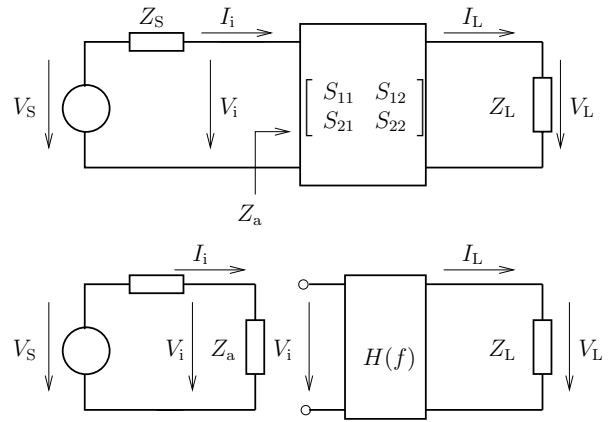 Z_S I_i I_L
V_S V_i [ S_11 S_12 S_21 S_22 ] Z_L V_L
Z_a
I_i I_L
V_S V_i Z_a V_i H(f) Z_L V_L